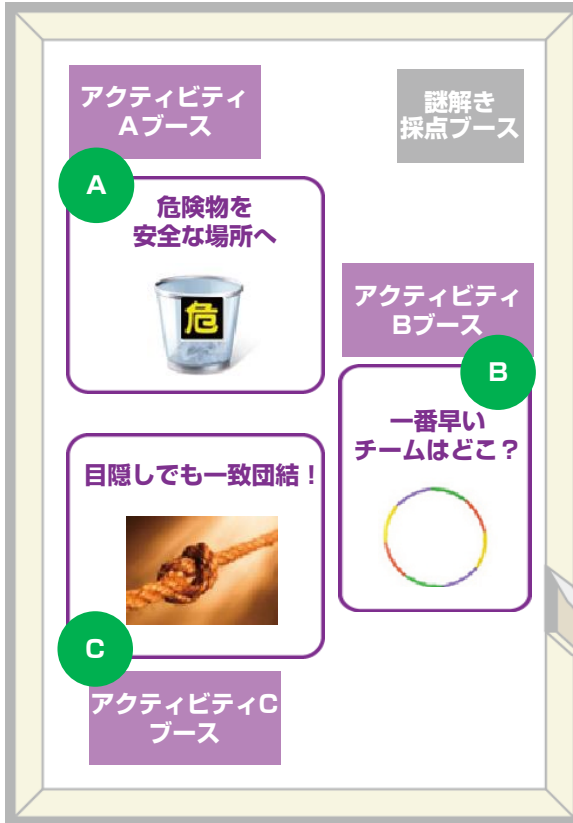 アクティビティ
Aブース
謎解き
採点ブース
A
危険物を
安全な場所へ
危
アクティビティ
Bブース
B
一番早い
チームはどこ？
目隠しでも一致団結！
C
アクティビティC
ブース